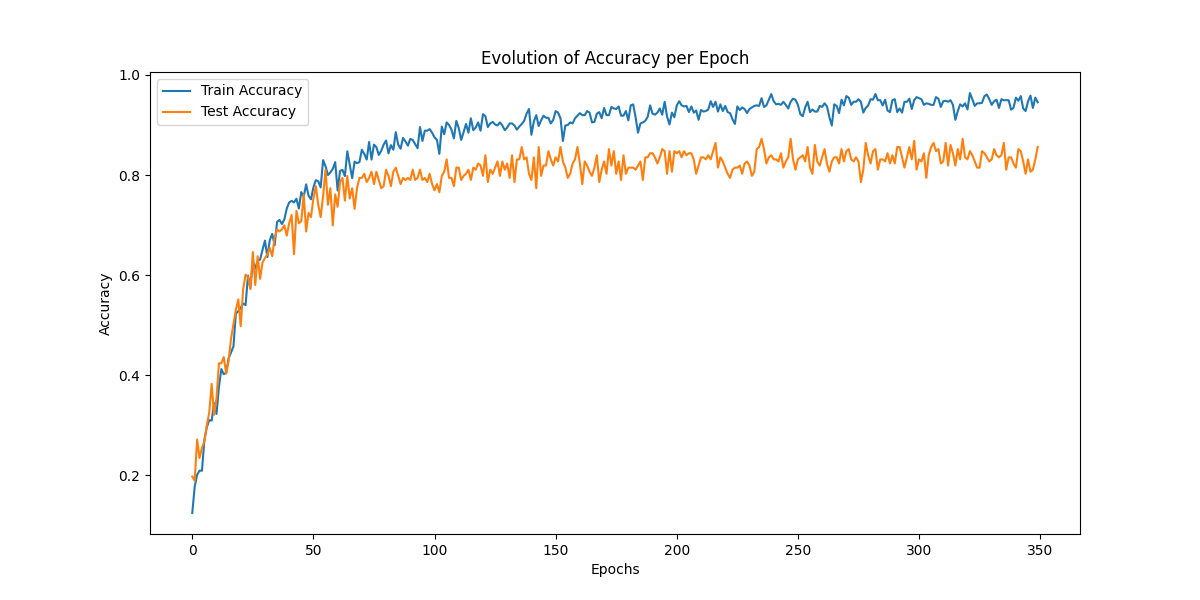 Evolution of Accuracy per Epoch
Train Accuracy
Test Accuracy
1.0
0.8
0.6
0.4
0.2
Accuracy
0 50 100 150 200 250 300 350
Epochs